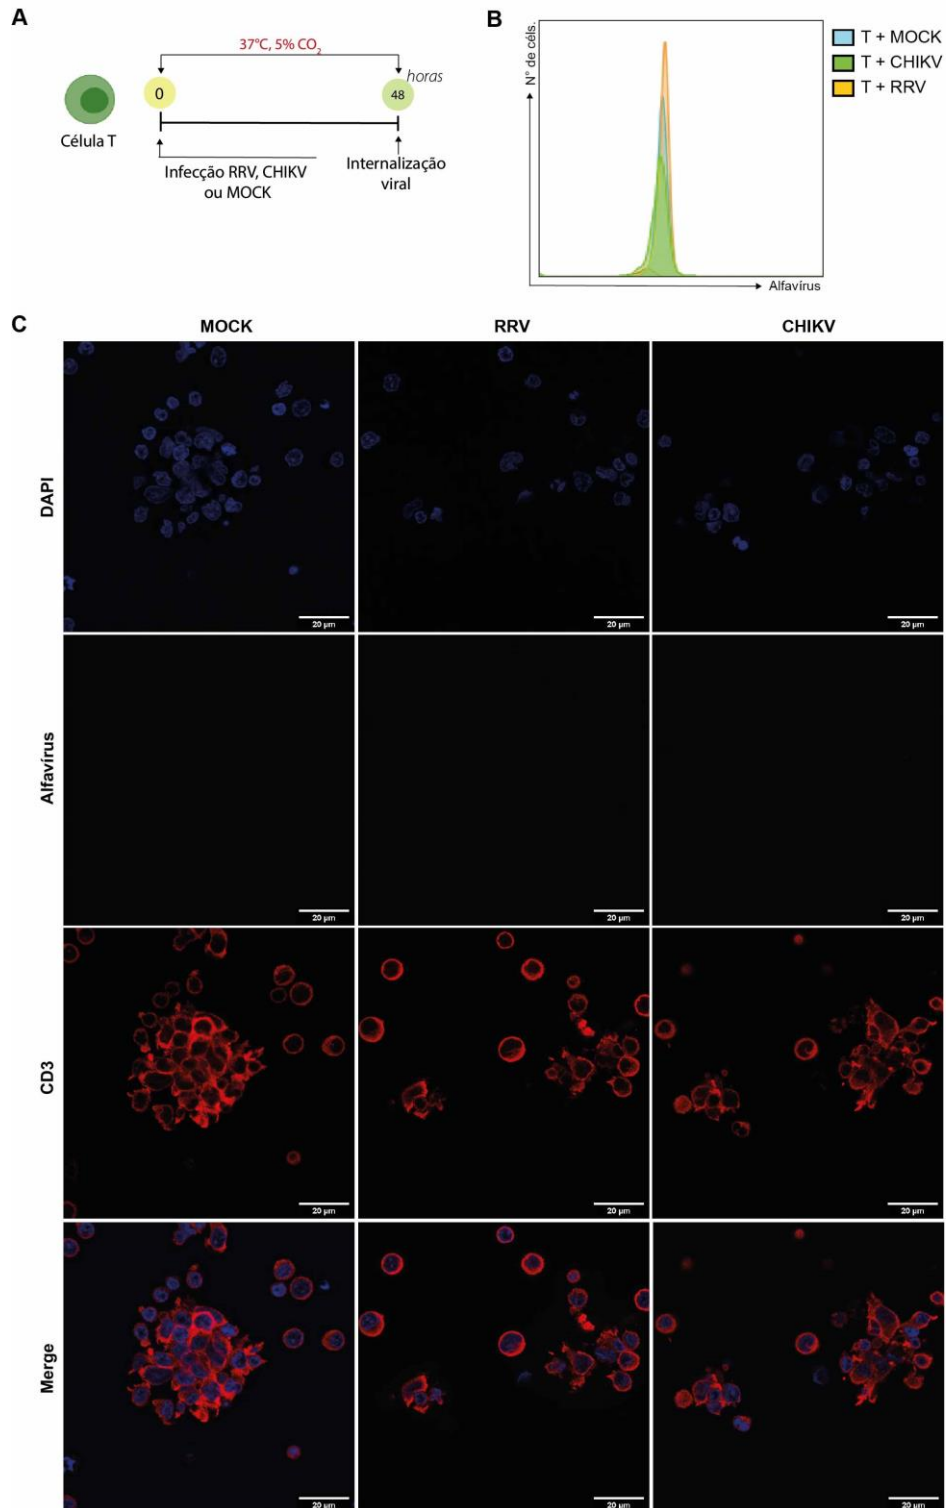 A
37°C, 5% CO2
horas
0
48
Célula T
Infecção RRV, CHIKV
ou MOCK
Internalização
viral
B
N° de céls.
Alfavírus
T + MOCK
T + CHIKV
T + RRV
C
MOCK
RRV
CHIKV
DAPI
20 µm
20 µm
20 µm
Alfavírus
20 µm
20 µm
20 µm
CD3
20 µm
20 µm
20 µm
Merge
20 µm
20 µm
20 µm